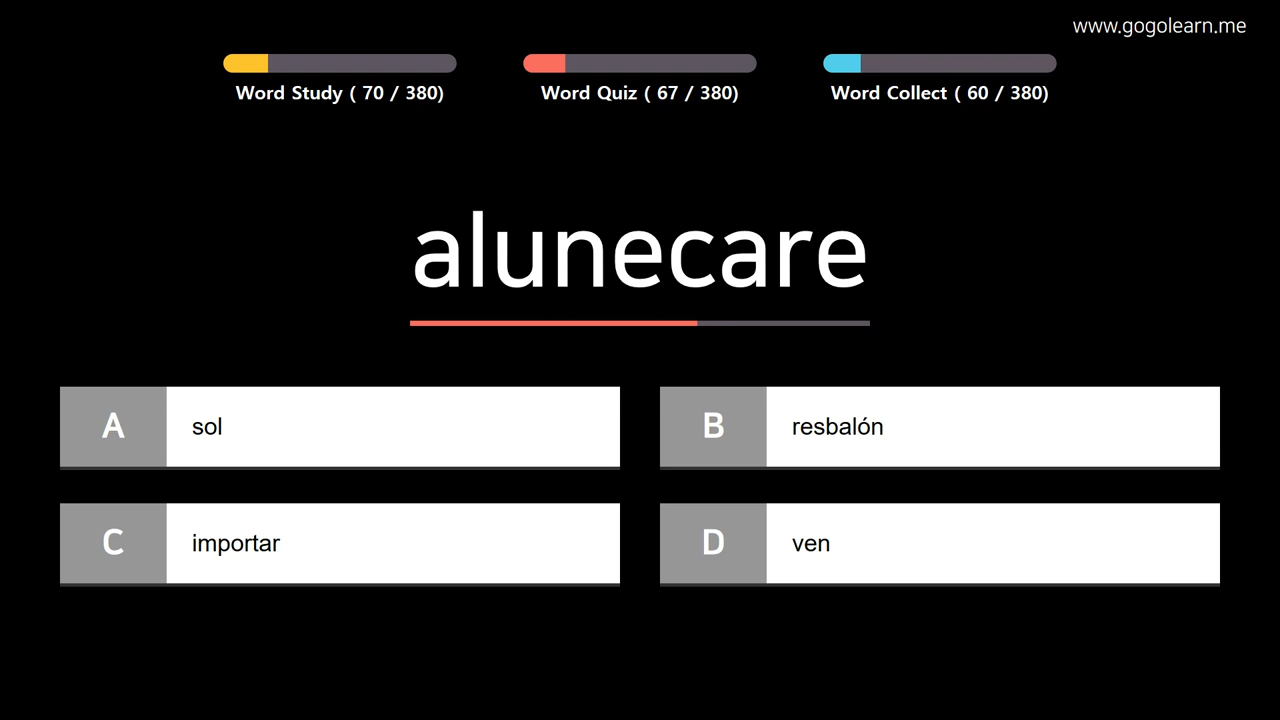 www.gogolearn.me
Word Study ( 70 / 380)
Word Quiz ( 67 / 380)
Word Collect ( 60 / 380)
alunecare
A sol
B resbalón
C importar
D ven